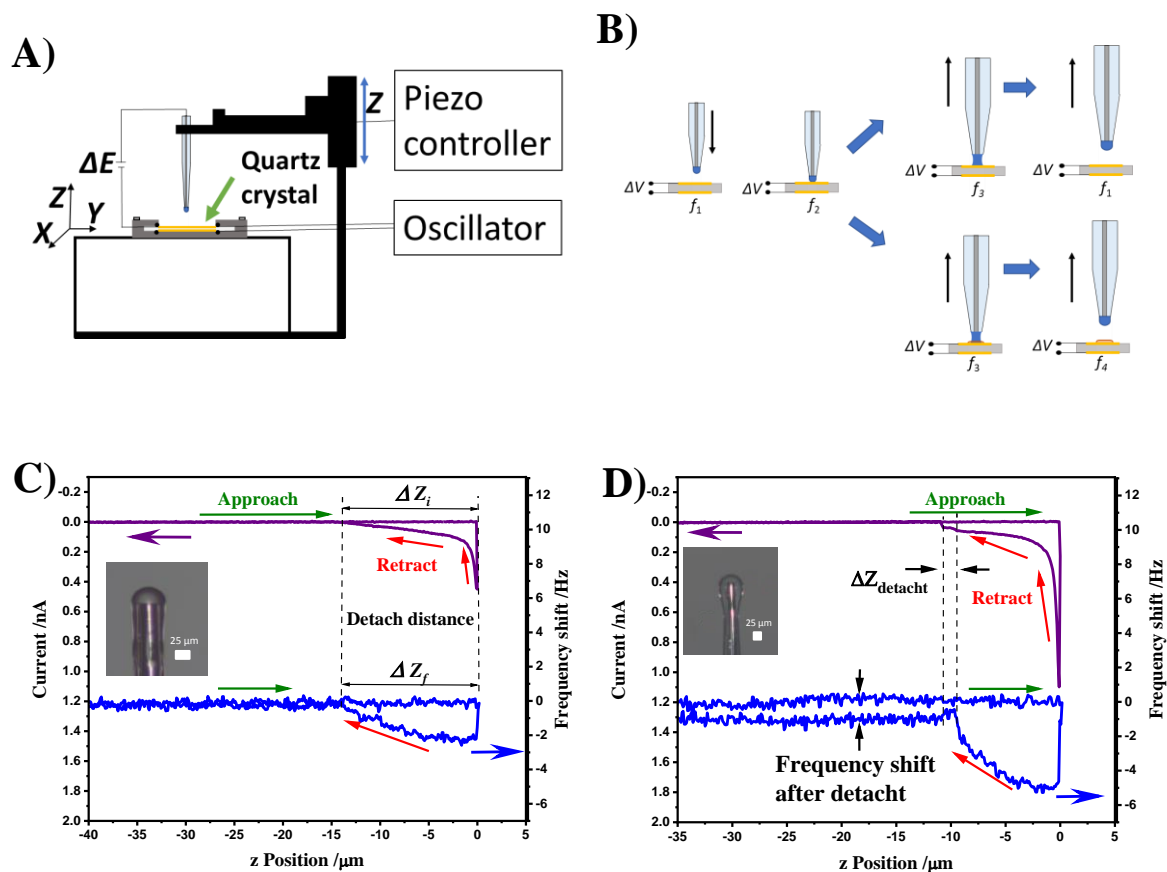 A)
ΔE
Z
Y
X
Quartz
crystal
Z
Piezo
controller
Oscillator
B)
ΔV
f1
ΔV
f2
ΔV
f3
ΔV
f1
ΔV
f3
ΔV
f4
C)
Approach
Δ Zi
Retract
Detach distance
Δ Zf
25 µm
Current /nA
-0.2
0.0
0.2
0.4
0.6
0.8
1.0
1.2
1.4
1.6
1.8
2.0
-40 -35 -30 -25 -20 -15 -10 -5 0 5
z Position /µm
12
10
8
6
4
2
0
-2
-4
-6
Frequency shift /Hz
D)
Approach
ΔZdetacht
Retract
25 µm
Frequency shift
after detacht
Current /nA
-0.2
0.0
0.2
0.4
0.6
0.8
1.0
1.2
1.4
1.6
1.8
2.0
-35 -30 -25 -20 -15 -10 -5 0 5
z Position /µm
12
10
8
6
4
2
0
-2
-4
-6
Frequency shift /Hz